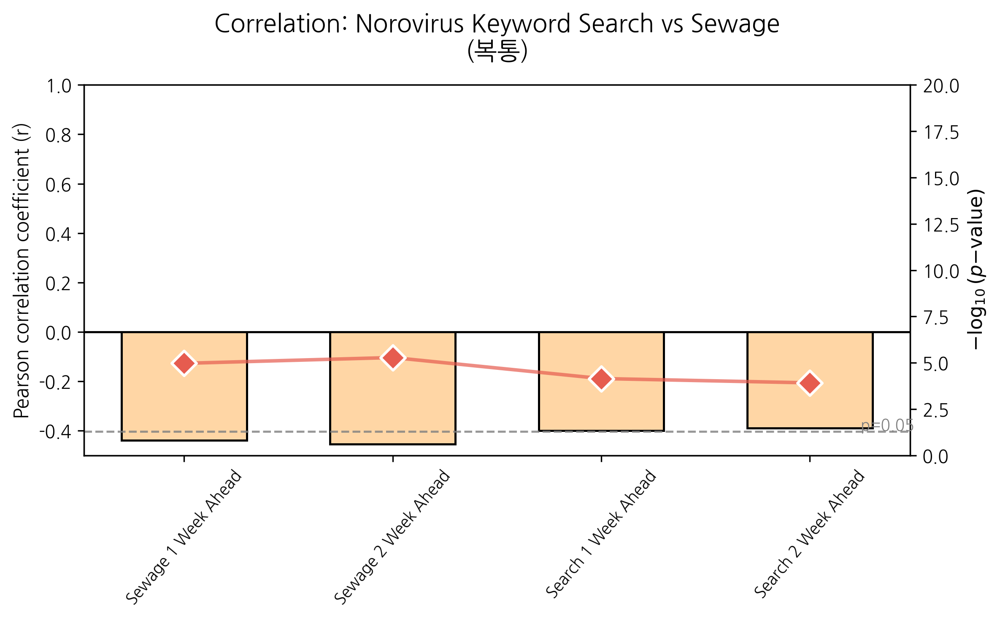 Correlation: Norovirus Keyword Search vs Sewage
(복통)
Pearson correlation coefficient (r)
1.0
0.8
0.6
0.4
0.2
0.0
-0.2
-0.4
20.0
17.5
15.0
12.5
10.0
7.5
5.0
2.5
0.0
−log₁₀(p−value)
p=0.05
Sewage 1 Week Ahead
Sewage 2 Week Ahead
Search 1 Week Ahead
Search 2 Week Ahead